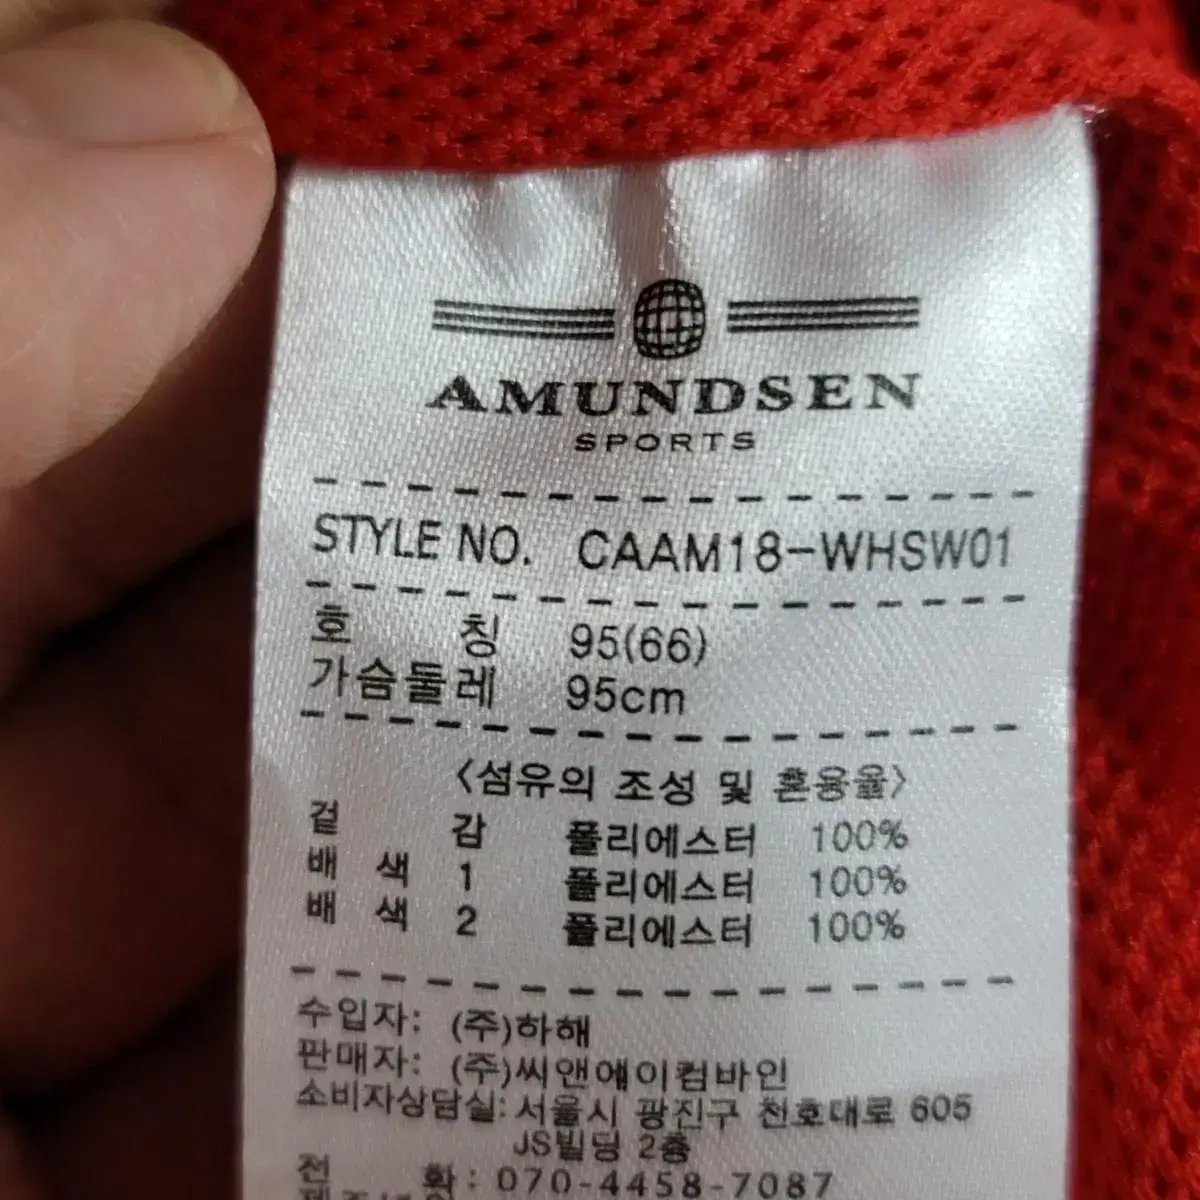 AMUNDSEN
SPORTS
STYLE NO. CAAM18-WHSW01
호 칭 95(66)
가슴둘레 95cm
<섬유의 조성 및 혼용율>
겉 감 폴리에스터 100%
배 색 1 폴리에스터 100%
배 색 2 폴리에스터 100%
수입자: (주)하해
판매자: (주)씨앤에이컴바인
소비자상담실: 서울시 광진구 천호대로 605
JS빌딩 2층
전 화: 070-4458-7087